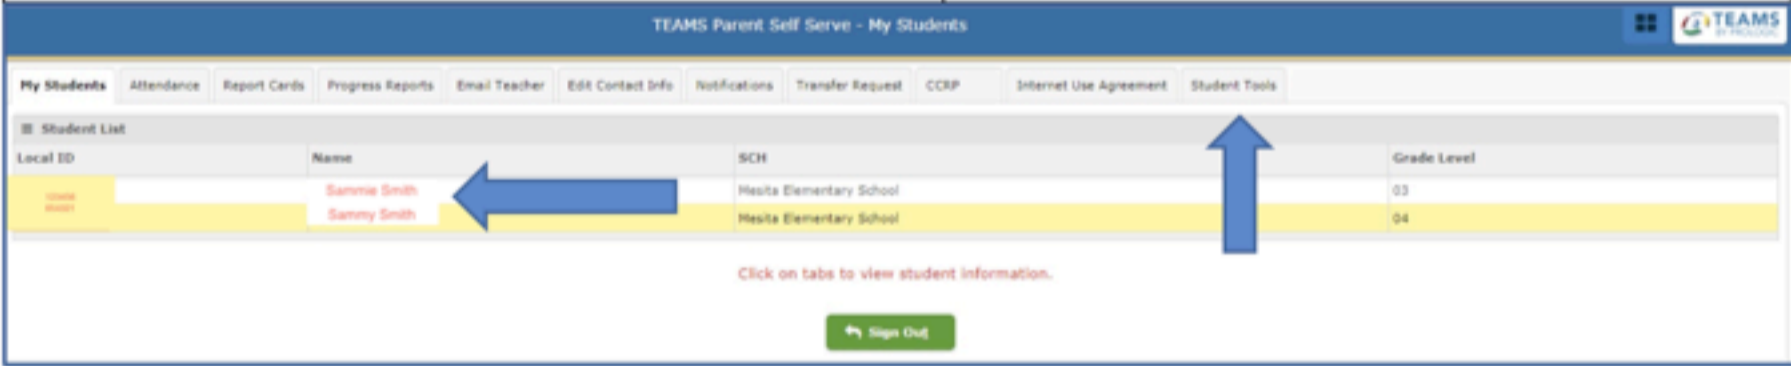 TEAMS Parent Self Serve - My Students
TEAMS
BY PROLOGIC
My Students Attendance Report Cards Progress Reports Email Teacher Edit Contact Info Notifications Transfer Request CCRP Internet Use Agreement Student Tools
Student List
Local ID Name SCH Grade Level
Sammie Smith Mesita Elementary School 03
Sammy Smith Mesita Elementary School 04
Click on tabs to view student information.
Sign Out